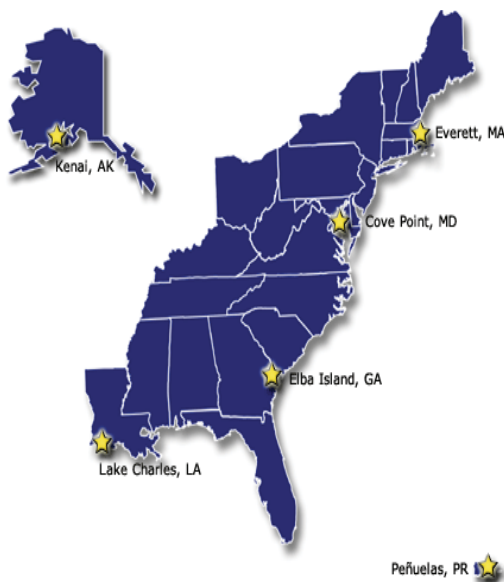 Everett, MA
Kenai, AK
Cove Point, MD
Elba Island, GA
Lake Charles, LA
Peñuelas, PR